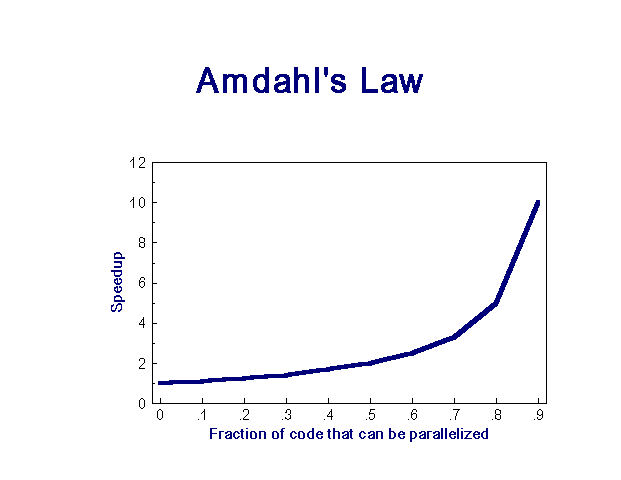 Amdahl's Law
12
10
8
6
4
2
0
Speedup
0 .1 .2 .3 .4 .5 .6 .7 .8 .9
Fraction of code that can be parallelized